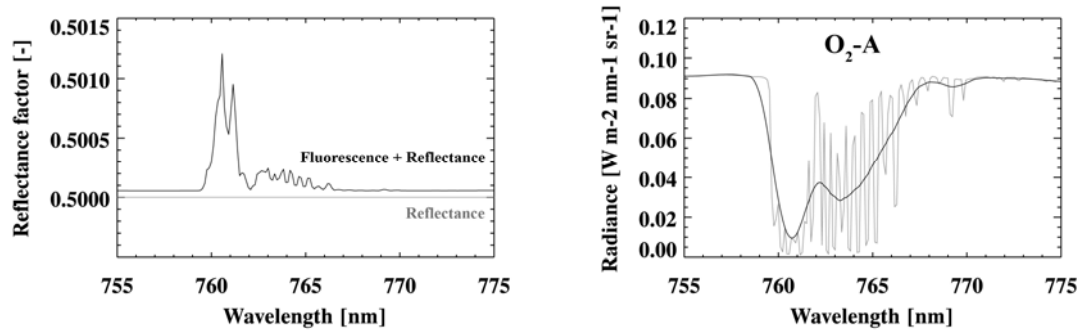 Reflectance factor [-]
0.5015
0.5010
0.5005
0.5000
Fluorescence + Reflectance
Reflectance
755 760 765 770 775
Wavelength [nm]
Radiance [W m-2 nm-1 sr-1]
0.12
0.10
0.08
0.06
0.04
0.02
0.00
O₂-A
755 760 765 770 775
Wavelength [nm]